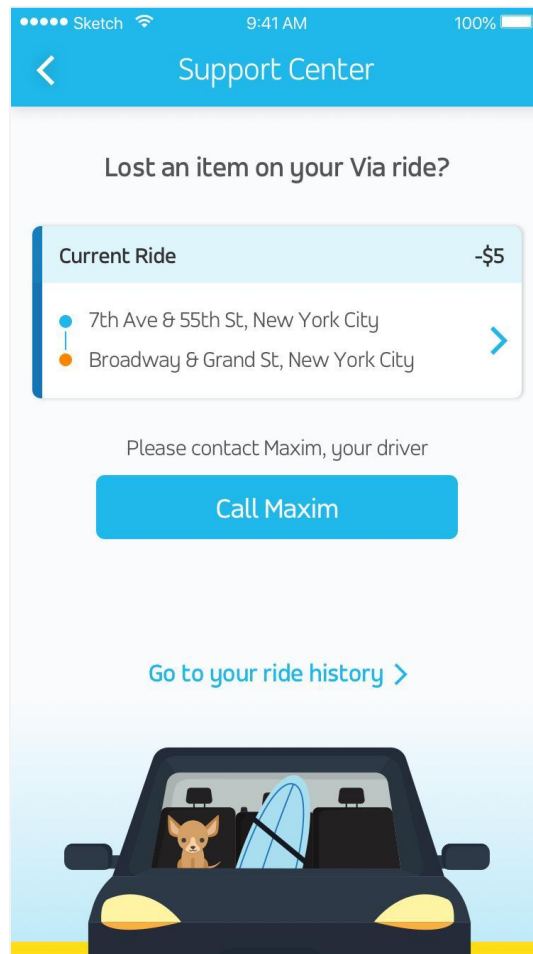 Sketch 9:41 AM 100%
Support Center
Lost an item on your Via ride?
Current Ride -$5
7th Ave & 55th St, New York City
Broadway & Grand St, New York City
Please contact Maxim, your driver
Call Maxim
Go to your ride history